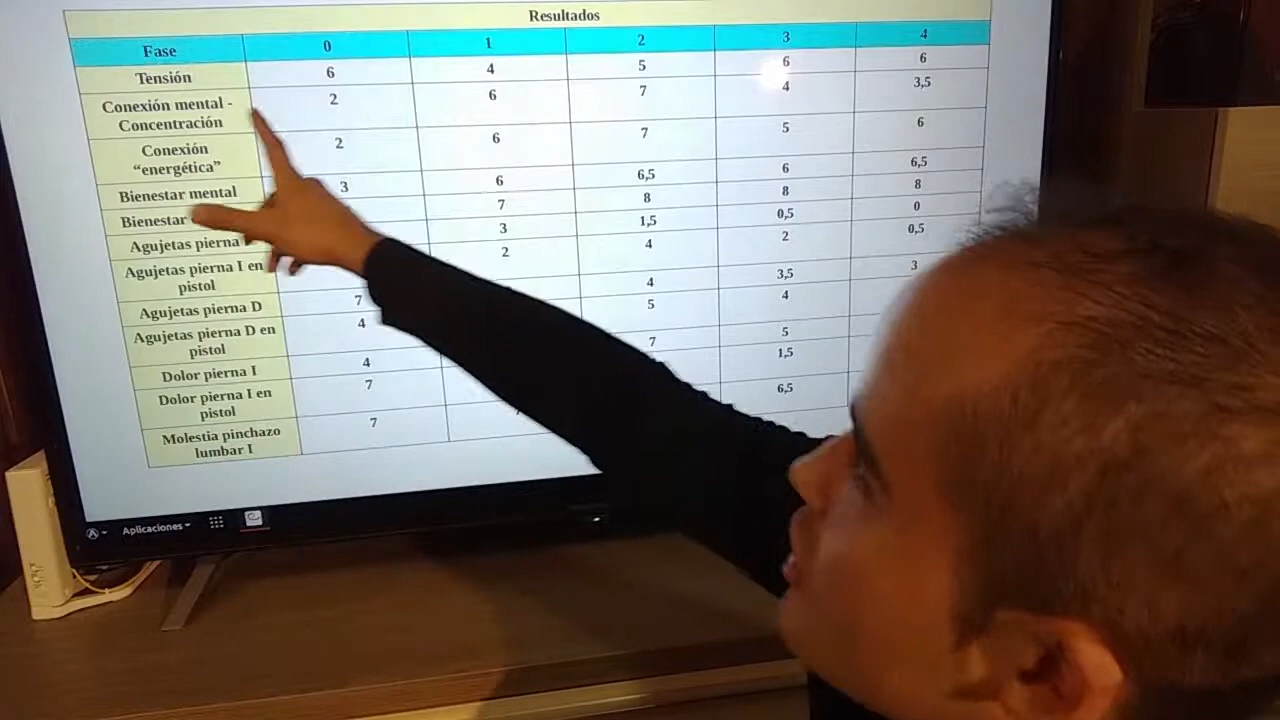 Resultados
Fase 0 1 2 3 4
Tensión 6 4 5 6 6
Conexión mental - 2 6 7 4 3,5
Concentración
Conexión 2 6 7 5 6
“energética”
Bienestar mental 3 6 6,5 6 6,5
Bienestar 7 8 8 8
Agujetas pierna 3 1,5 0,5 0
Agujetas pierna I en 2 4 2 0,5
pistol
Agujetas pierna D 7 4 3,5 3
Agujetas pierna D en 4 5 4
pistol
Dolor pierna I 4 7 5
Dolor pierna I en 7 1,5
pistol
Molestia pinchazo 7 6,5
lumbar I
Aplicaciones